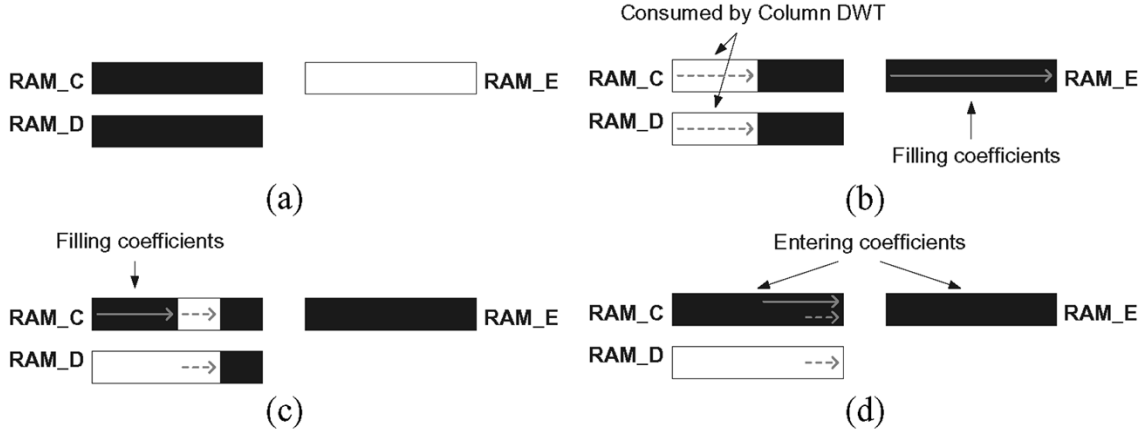 Consumed by Column DWT
RAM_C
RAM_E
RAM_D
(a)
RAM_C
RAM_E
RAM_D
Filling coefficients
(b)
Filling coefficients
RAM_C
RAM_E
RAM_D
(c)
Entering coefficients
RAM_C
RAM_E
RAM_D
(d)